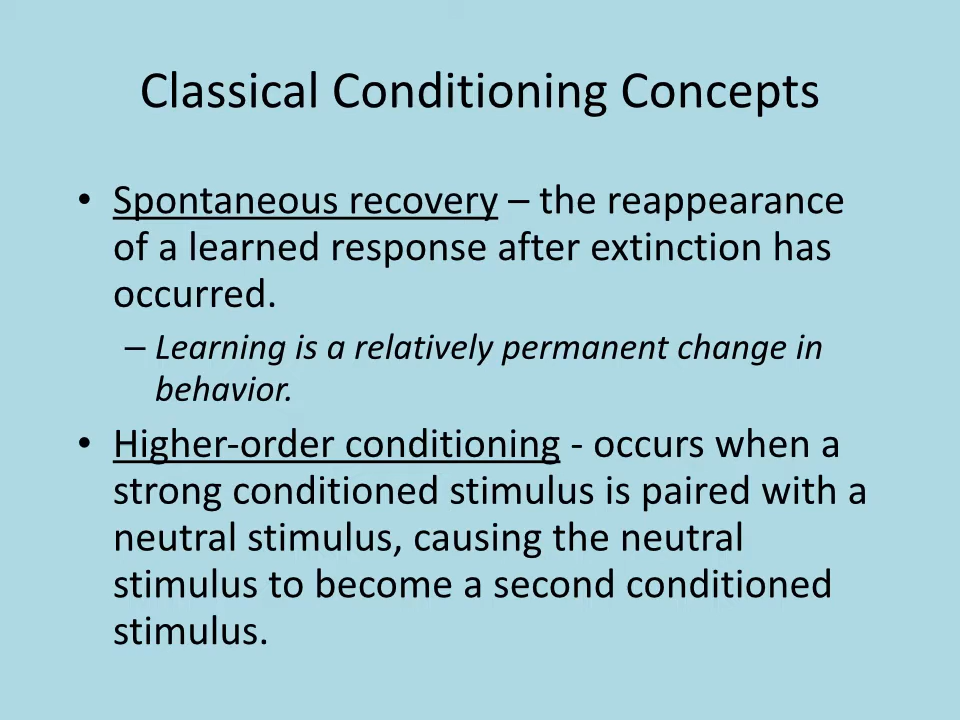 Classical Conditioning Concepts
• Spontaneous recovery – the reappearance
of a learned response after extinction has
occurred.
– Learning is a relatively permanent change in
behavior.
• Higher-order conditioning - occurs when a
strong conditioned stimulus is paired with a
neutral stimulus, causing the neutral
stimulus to become a second conditioned
stimulus.